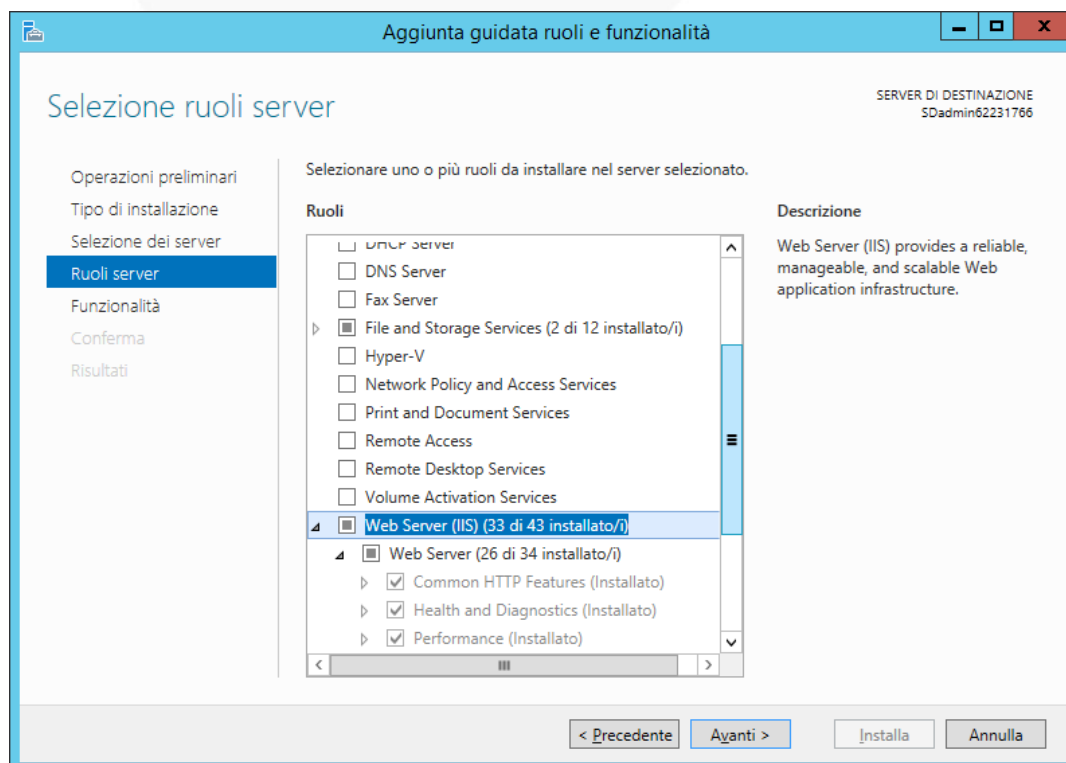 Aggiunta guidata ruoli e funzionalità
Selezione ruoli server
SERVER DI DESTINAZIONE
SDadmin62231766
Operazioni preliminari
Tipo di installazione
Selezione dei server
Ruoli server
Funzionalità
Conferma
Risultati
Selezionare uno o più ruoli da installare nel server selezionato.
Ruoli
DHCP Server
DNS Server
Fax Server
File and Storage Services (2 di 12 installato/i)
Hyper-V
Network Policy and Access Services
Print and Document Services
Remote Access
Remote Desktop Services
Volume Activation Services
Web Server (IIS) (33 di 43 installato/i)
Web Server (26 di 34 installato/i)
Common HTTP Features (Installato)
Health and Diagnostics (Installato)
Performance (Installato)
Descrizione
Web Server (IIS) provides a reliable,
manageable, and scalable Web
application infrastructure.
< Precedente
Avanti >
Installa
Annulla